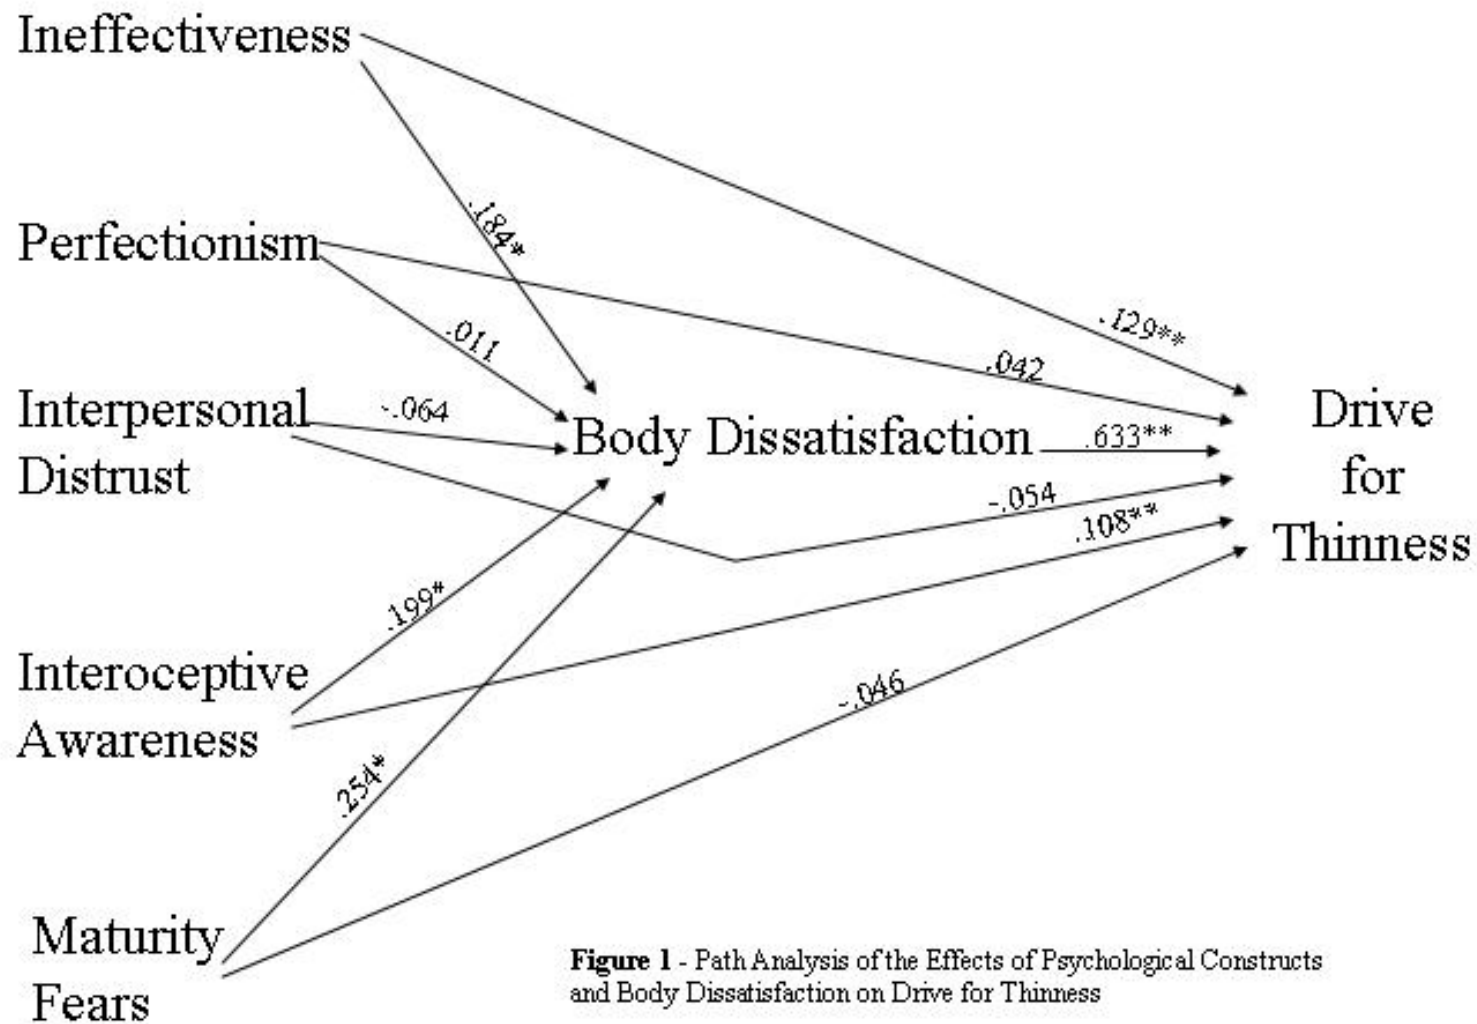 Ineffectiveness
.184*
.129**
Perfectionism
.011
.042
Interpersonal
Distrust
-.064
Body Dissatisfaction
.633**
Drive
for
Thinness
-.054
.108**
.199*
Interoceptive
Awareness
.254*
-.046
Maturity
Fears
Figure 1 - Path Analysis of the Effects of Psychological Constructs
and Body Dissatisfaction on Drive for Thinness